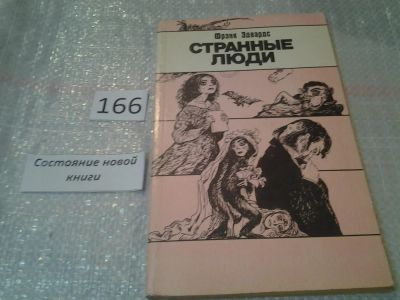 Фрэнк Эдвардс
СТРАННЫЕ
ЛЮДИ
166
Состояние новой
книги